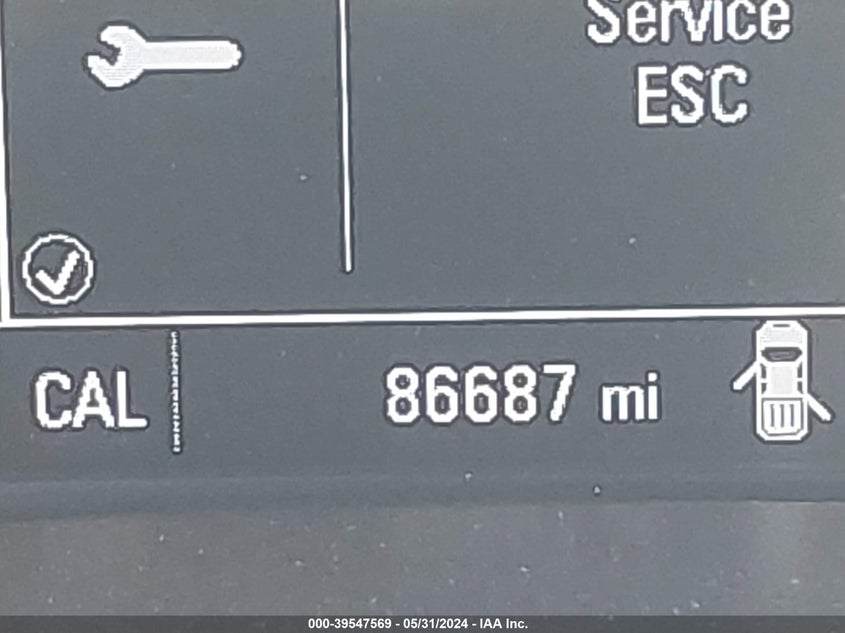 Service
ESC
CAL
86687 mi
000-39547569 - 05/31/2024 - IAA Inc.